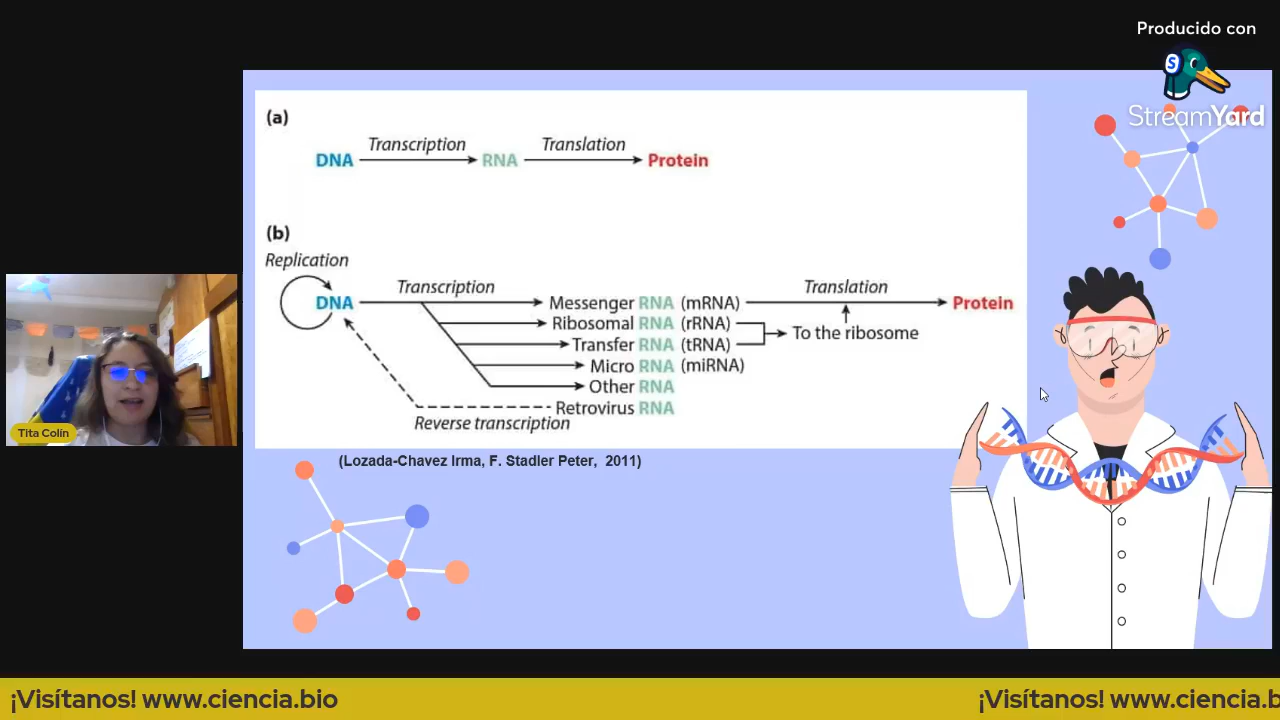 Producido con
S
StreamYard
(a)
DNA Transcription RNA Translation Protein
(b)
Replication
DNA Transcription Messenger RNA (mRNA) Translation Protein
Ribosomal RNA (rRNA)
Transfer RNA (tRNA)
To the ribosome
Micro RNA (miRNA)
Other RNA
Retrovirus RNA
Reverse transcription
(Lozada-Chavez Irma, F. Stadler Peter, 2011)
Tita Colín
¡Visítanos! www.ciencia.bio
¡Visítanos! www.ciencia.b